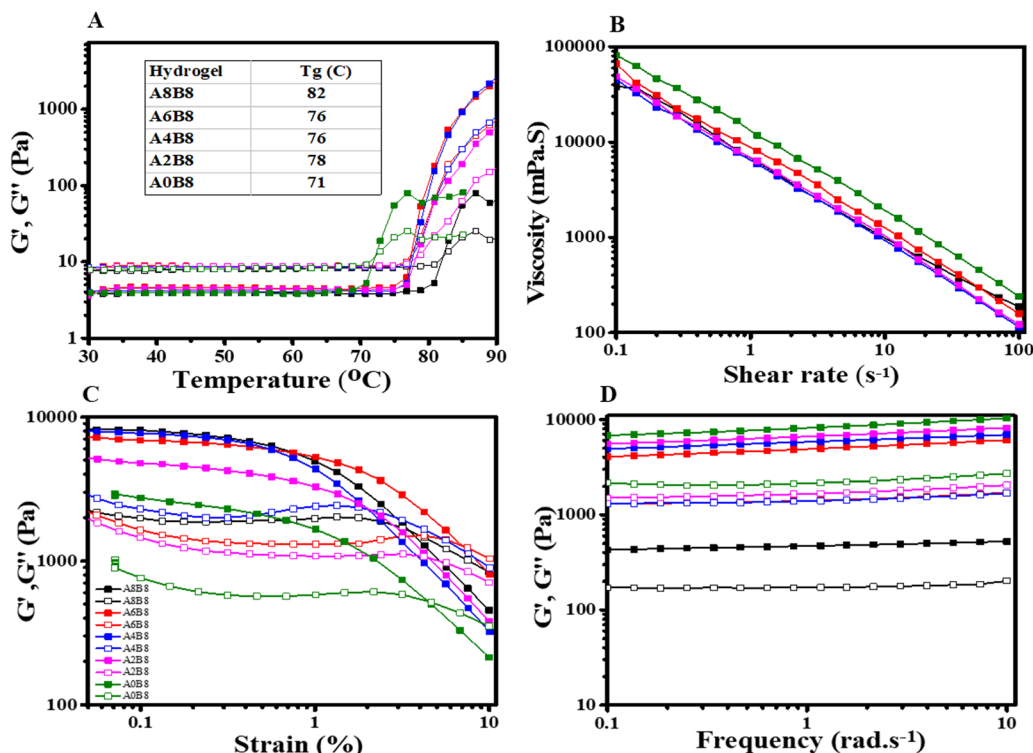 A
G', G'' (Pa)
1000
100
10
1
Hydrogel Tg (C)
A8B8 82
A6B8 76
A4B8 76
A2B8 78
A0B8 71
30 40 50 60 70 80 90
Temperature (⁰C)
B
Viscosity (mPa.S)
100000
10000
1000
100
0.1 1 10 100
Shear rate (s⁻¹)
C
G', G'' (Pa)
10000
1000
100
A8B8
A8B8
A6B8
A6B8
A4B8
A4B8
A2B8
A2B8
A0B8
A0B8
0.1 1 10
Strain (%)
D
G', G'' (Pa)
10000
1000
100
10
0.1 1 10
Frequency (rad.s⁻¹)